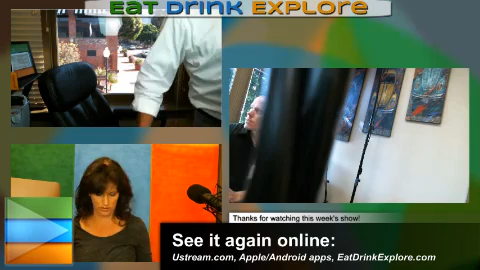 EAT DRINK EXPLORE
Thanks for watching this week's show!
See it again online:
Ustream.com, Apple/Android apps, EatDrinkExplore.com